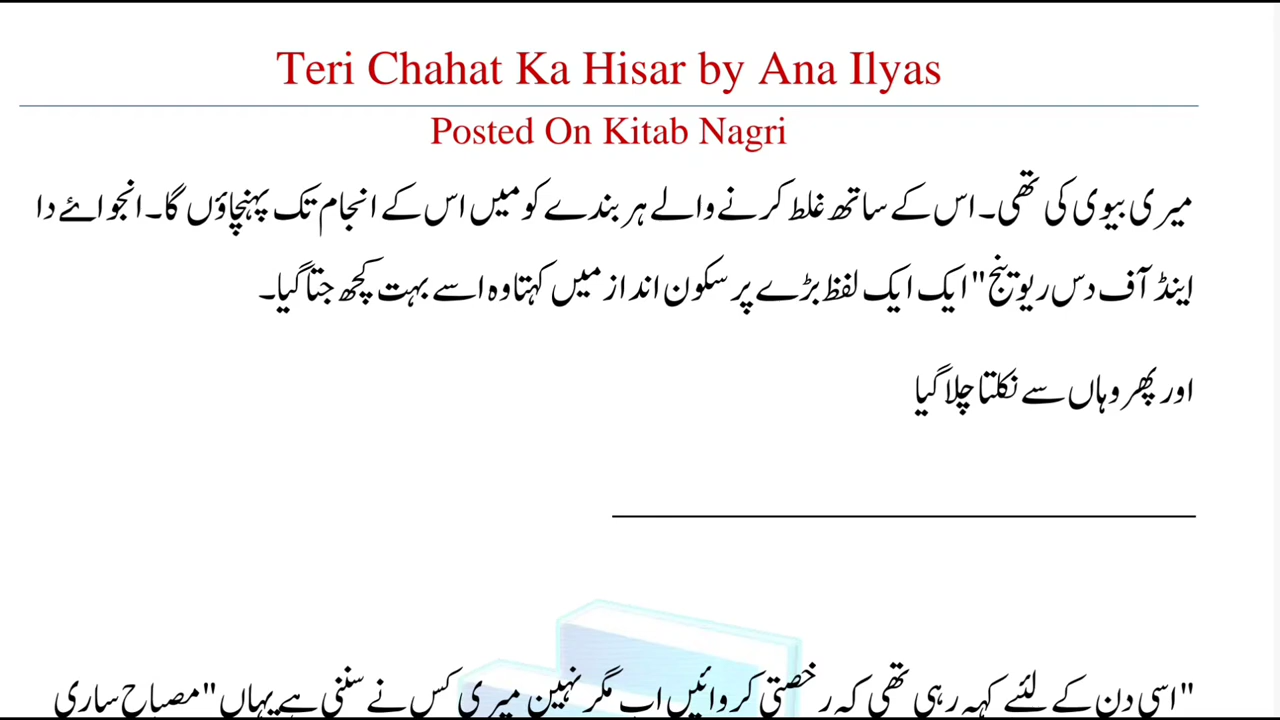 Teri Chahat Ka Hisar by Ana Ilyas
Posted On Kitab Nagri
میری بیوی کی تھی۔ اس کے ساتھ غلط کرنے والے ہر بندے کو میں اس کے انجام تک پہنچاؤں گا۔ انجوائے دا
اینڈ آف دس ریوینج" ایک ایک لفظ بڑے پر سکون انداز میں کہتا وہ اسے بہت کچھ جتا گیا۔
اور پھر وہاں سے نکلتا چلا گیا
"اسی دن کے لئے کہہ رہی تھی کہ رخصتی کروائیں اب مگر نہیں میری کس نے سننی ہے یہاں" مصباح ساری